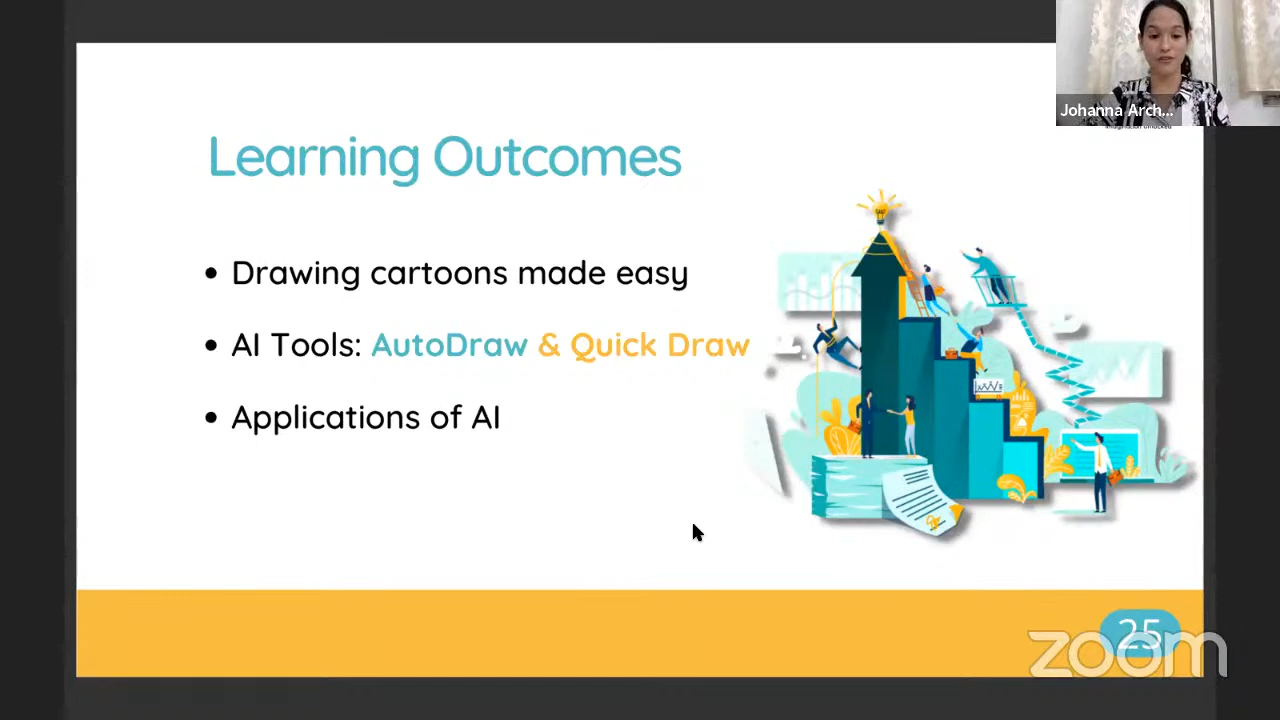 Johanna Arch...
Learning Outcomes
• Drawing cartoons made easy
• AI Tools: AutoDraw & Quick Draw
• Applications of AI
25
zoom